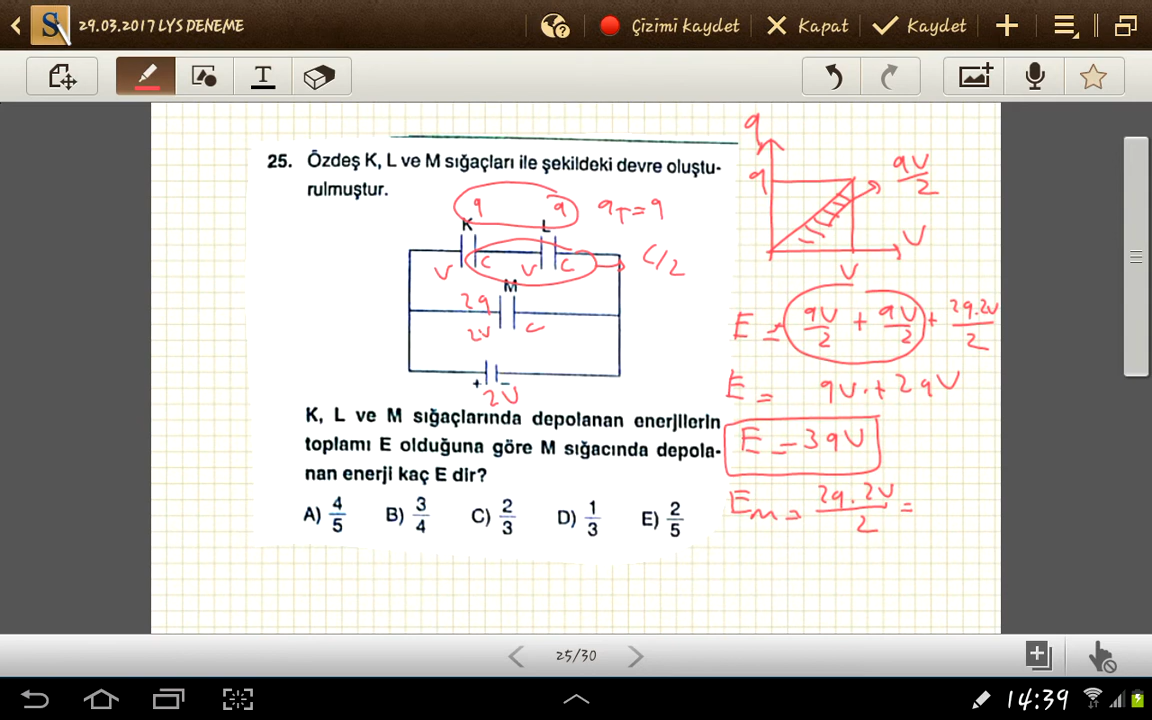 29.03.2017 LYS DENEME
Çizimi kaydet
Kapat
Kaydet
25. Özdeş K, L ve M sığaçları ile şekildeki devre oluştu-
rulmuştur.
q q qT=q
K L
V C V C C/2
M
2q
2V C
+ -
2V
K, L ve M sığaçlarında depolanan enerjilerin
toplamı E olduğuna göre M sığacında depola-
nan enerji kaç E dir?
A) 4/5 B) 3/4 C) 2/3 D) 1/3 E) 2/5
q
q
qV/2
V
V
E = qV/2 + qV/2 + 2q.2V/2
E = qV + 2qV
E = 3qV
Em = 2q.2V/2 =
25/30
14:39